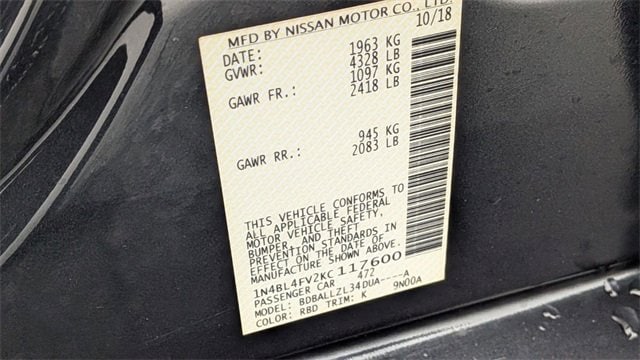 MFD BY NISSAN MOTOR CO., LTD.
DATE: 10/18
GVWR: 1963 KG
4328 LB
GAWR FR.: 1097 KG
2418 LB
GAWR RR.: 945 KG
2083 LB
THIS VEHICLE CONFORMS TO
ALL APPLICABLE FEDERAL
MOTOR VEHICLE SAFETY,
BUMPER, AND THEFT
PREVENTION STANDARDS IN
EFFECT ON THE DATE OF
MANUFACTURE SHOWN ABOVE.
1N4BL4FV2KC117600
PASSENGER CAR 472
MODEL: BDBALLZL34DUA----A
COLOR: RBD TRIM: K 9N00A